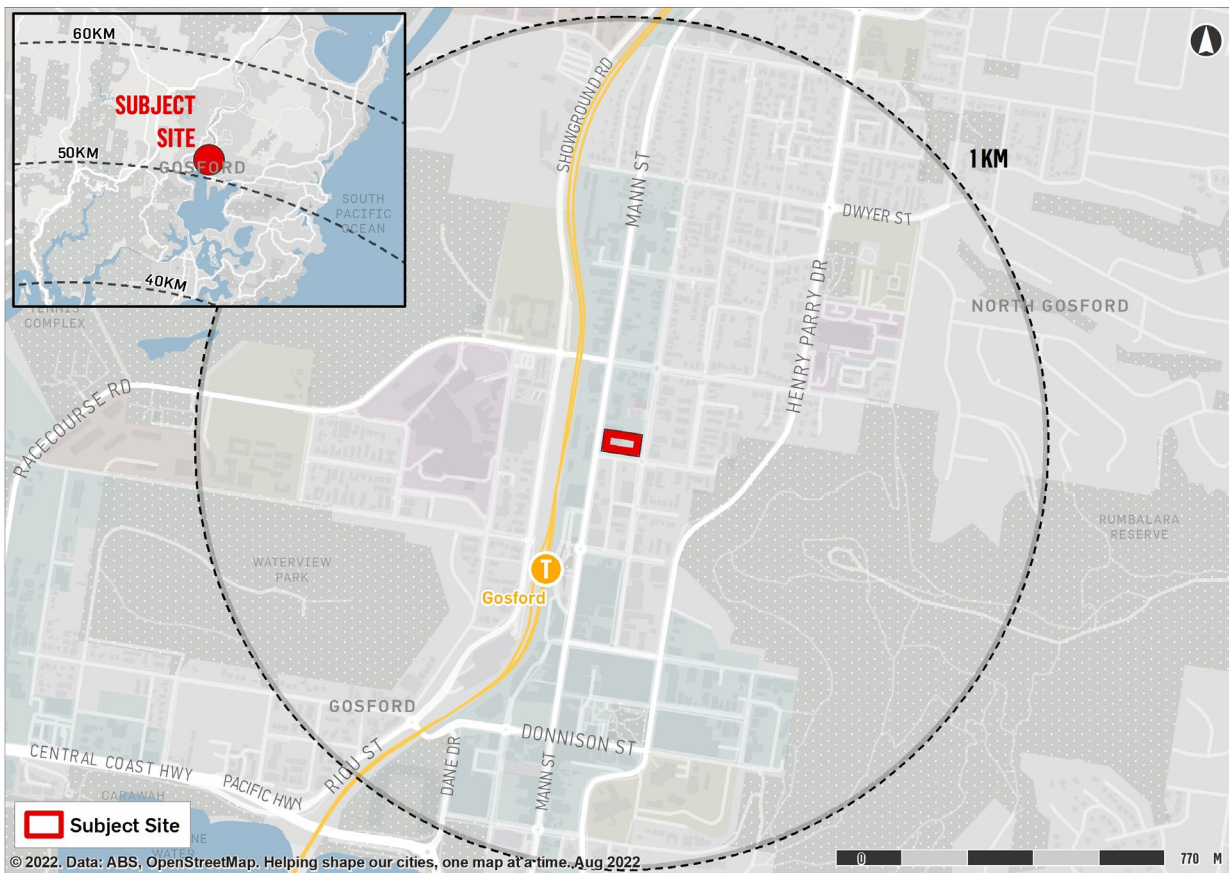 60KM
SUBJECT
SITE
50KM
GOSFORD
SOUTH
PACIFIC
OCEAN
40KM
TENNIS
COMPLEX
SHOWGROUND RD
MANN ST
1 KM
DWYER ST
HENRY PARRY DR
NORTH GOSFORD
RACECOURSE RD
RUMBALARA
RESERVE
WATERVIEW
PARK
T
Gosford
GOSFORD
DONNISON ST
RIOU ST
DANE DR
MANN ST
CENTRAL COAST HWY
PACIFIC HWY
CARAWAH
WATER
Subject Site
© 2022. Data: ABS, OpenStreetMap. Helping shape our cities, one map at a time. Aug 2022
0 770 M